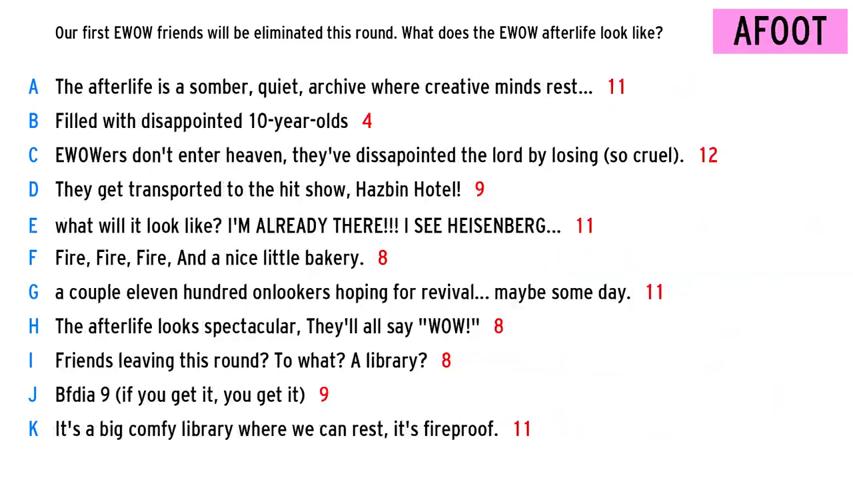 Our first EWOW friends will be eliminated this round. What does the EWOW afterlife look like?
AFOOT
A The afterlife is a somber, quiet, archive where creative minds rest... 11
B Filled with disappointed 10-year-olds 4
C EWOWers don't enter heaven, they've dissapointed the lord by losing (so cruel). 12
D They get transported to the hit show, Hazbin Hotel! 9
E what will it look like? I'M ALREADY THERE!!! I SEE HEISENBERG... 11
F Fire, Fire, Fire, And a nice little bakery. 8
G a couple eleven hundred onlookers hoping for revival... maybe some day. 11
H The afterlife looks spectacular, They'll all say "WOW!" 8
I Friends leaving this round? To what? A library? 8
J Bfdia 9 (if you get it, you get it) 9
K It's a big comfy library where we can rest, it's fireproof. 11